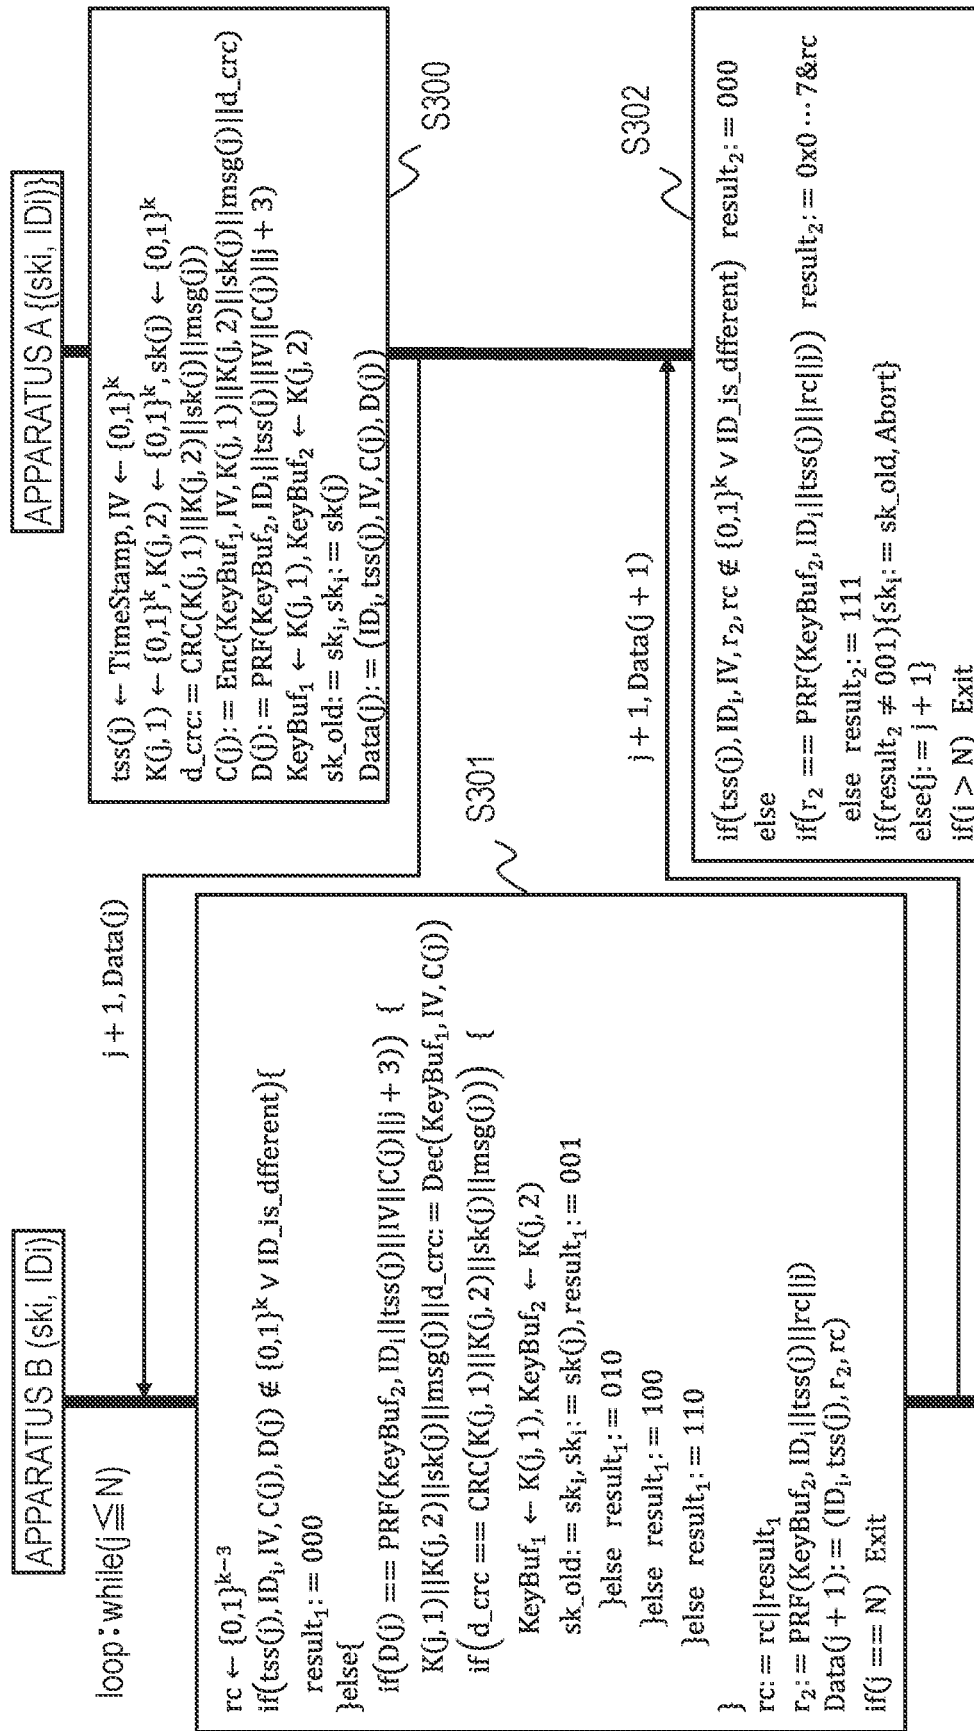 APPARATUS B (ski, IDi)
APPARATUS A {(ski, IDi)}
loop:while(j≦N)
tss(j) ← TimeStamp, IV ← {0,1}^k
K(j, 1) ← {0,1}^k, K(j, 2) ← {0,1}^k, sk(j) ← {0,1}^k
d_crc: = CRC(K(j, 1)||K(j, 2)||sk(j)||msg(j))
C(j): = Enc(KeyBuf₁, IV, K(j, 1)||K(j, 2)||sk(j)||msg(j)||d_crc)
D(j): = PRF(KeyBuf₂, IDᵢ||tss(j)||IV||C(j)||j + 3)
KeyBuf₁ ← K(j, 1), KeyBuf₂ ← K(j, 2)
sk_old: = skᵢ, skᵢ: = sk(j)
Data(j): = (IDᵢ, tss(j), IV, C(j), D(j))
S300
j + 1, Data(j)
S301
rc ← {0,1}^{k−3}
if(tss(j), IDᵢ, IV, C(j), D(j) ∉ {0,1}^k ∨ ID_is_dfferent){
result₁: = 000
}else{
if(D(j) == PRF(KeyBuf₂, IDᵢ||tss(j)||IV||C(j)||j + 3)) {
K(j, 1)||K(j, 2)||sk(j)||msg(j)||d_crc: = Dec(KeyBuf₁, IV, C(j))
if(d_crc == CRC(K(j, 1)||K(j, 2)||sk(j)||msg(j))) {
KeyBuf₁ ← K(j, 1), KeyBuf₂ ← K(j, 2)
sk_old: = skᵢ, skᵢ: = sk(j), result₁: = 001
}else result₁: = 010
}else result₁: = 100
}else result₁: = 110
}
rc: = rc||result₁
r₂: = PRF(KeyBuf₂, IDᵢ||tss(j)||rc||j)
Data(j + 1): = (IDᵢ, tss(j), r₂, rc)
if(j == N) Exit
j + 1, Data(j + 1)
S302
if(tss(j), IDᵢ, IV, r₂, rc ∉ {0,1}^k ∨ ID_is_dfferent) result₂: = 000
else
if(r₂ == PRF(KeyBuf₂, IDᵢ||tss(j)||rc||j)) result₂: = 0x0 ⋯ 7&rc
else result₂: = 111
if(result₂ ≠ 001){skᵢ: = sk_old, Abort}
else{j: = j + 1}
if(j > N) Exit